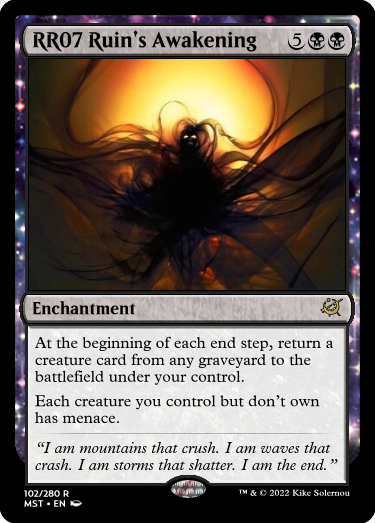 RR07 Ruin's Awakening 5
Enchantment
At the beginning of each end step, return a
creature card from any graveyard to the
battlefield under your control.
Each creature you control but don't own
has menace.
“I am mountains that crush. I am waves that
crash. I am storms that shatter. I am the end.”
102/280 R
MST • EN ™ & © 2022 Kike Solernou